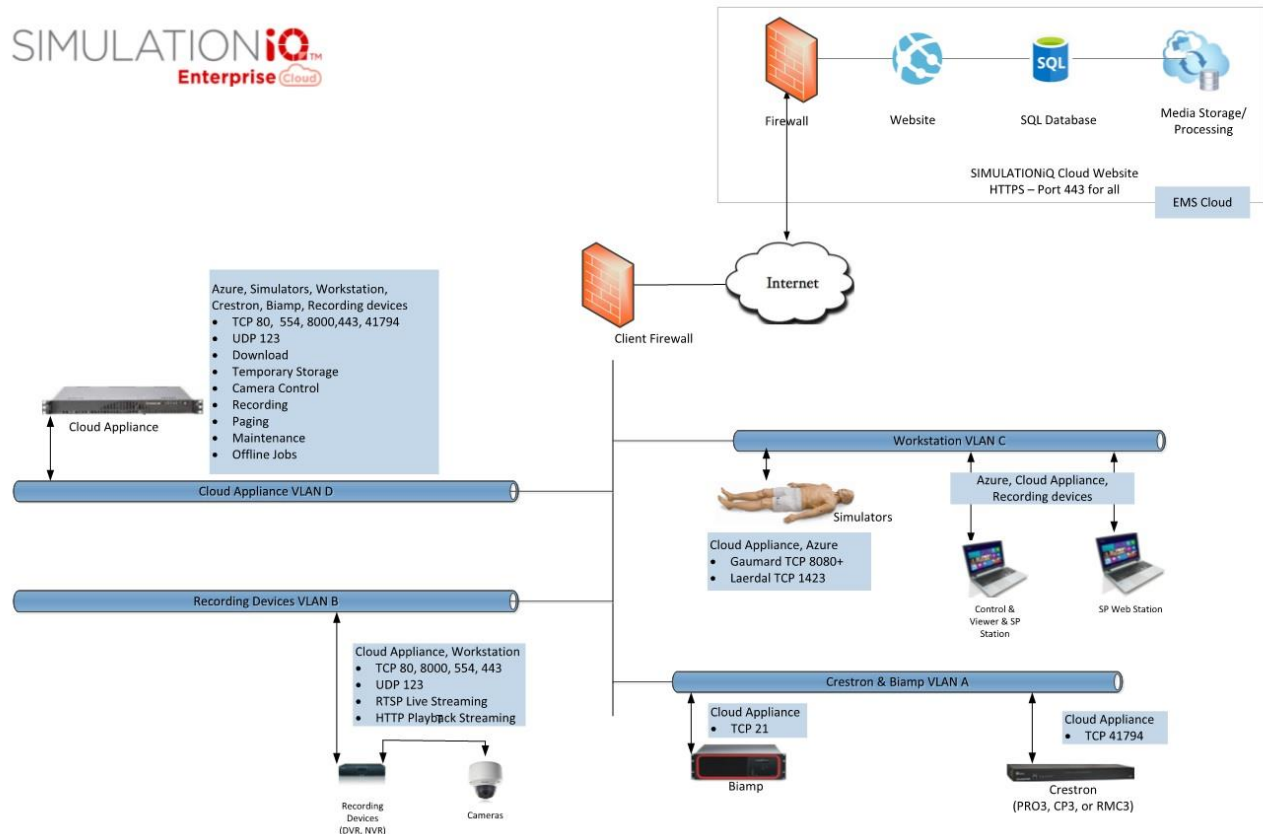 SIMULATIONiQ™
Enterprise Cloud
Firewall
Website
SQL
SQL Database
Media Storage/
Processing
SIMULATIONiQ Cloud Website
HTTPS – Port 443 for all
EMS Cloud
Internet
Client Firewall
Azure, Simulators, Workstation,
Crestron, Biamp, Recording devices
• TCP 80, 554, 8000,443, 41794
• UDP 123
• Download
• Temporary Storage
• Camera Control
• Recording
• Paging
• Maintenance
• Offline Jobs
Cloud Appliance
Cloud Appliance VLAN D
Workstation VLAN C
Azure, Cloud Appliance,
Recording devices
Simulators
Cloud Appliance, Azure
• Gaumard TCP 8080+
• Laerdal TCP 1423
Control &
Viewer & SP
Station
SP Web Station
Recording Devices VLAN B
Cloud Appliance, Workstation
• TCP 80, 8000, 554, 443
• UDP 123
• RTSP Live Streaming
• HTTP Playback Streaming
Recording
Devices
(DVR, NVR)
Cameras
Crestron & Biamp VLAN A
Cloud Appliance
• TCP 21
Biamp
Cloud Appliance
• TCP 41794
Crestron
(PRO3, CP3, or RMC3)